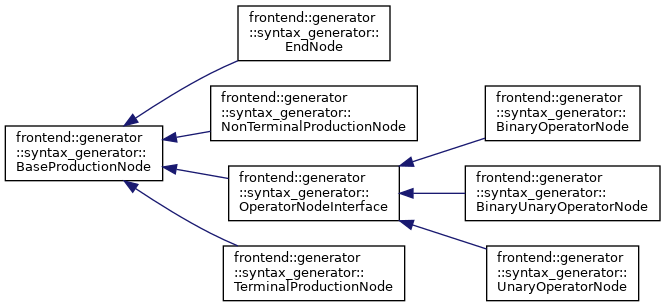 frontend::generator
::syntax_generator::
EndNode
frontend::generator
::syntax_generator::
NonTerminalProductionNode
frontend::generator
::syntax_generator::
BinaryOperatorNode
frontend::generator
::syntax_generator::
BaseProductionNode
frontend::generator
::syntax_generator::
OperatorNodeInterface
frontend::generator
::syntax_generator::
BinaryUnaryOperatorNode
frontend::generator
::syntax_generator::
TerminalProductionNode
frontend::generator
::syntax_generator::
UnaryOperatorNode